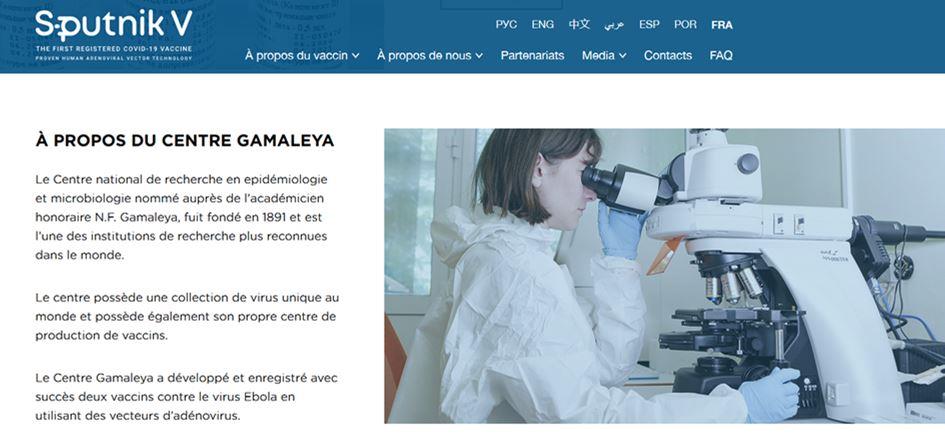 Sputnik V
THE FIRST REGISTERED COVID-19 VACCINE
PROVEN HUMAN ADENOVIRAL VECTOR TECHNOLOGY
РУС ENG 中文 عربي ESP POR FRA
À propos du vaccin À propos de nous Partenariats Media Contacts FAQ
À PROPOS DU CENTRE GAMALEYA
Le Centre national de recherche en epidémiologie
et microbiologie nommé auprès de l'académicien
honoraire N.F. Gamaleya, fuit fondé en 1891 et est
l'une des institutions de recherche plus reconnues
dans le monde.
Le centre possède une collection de virus unique au
monde et possède également son propre centre de
production de vaccins.
Le Centre Gamaleya a développé et enregistré avec
succès deux vaccins contre le virus Ebola en
utilisant des vecteurs d'adénovirus.